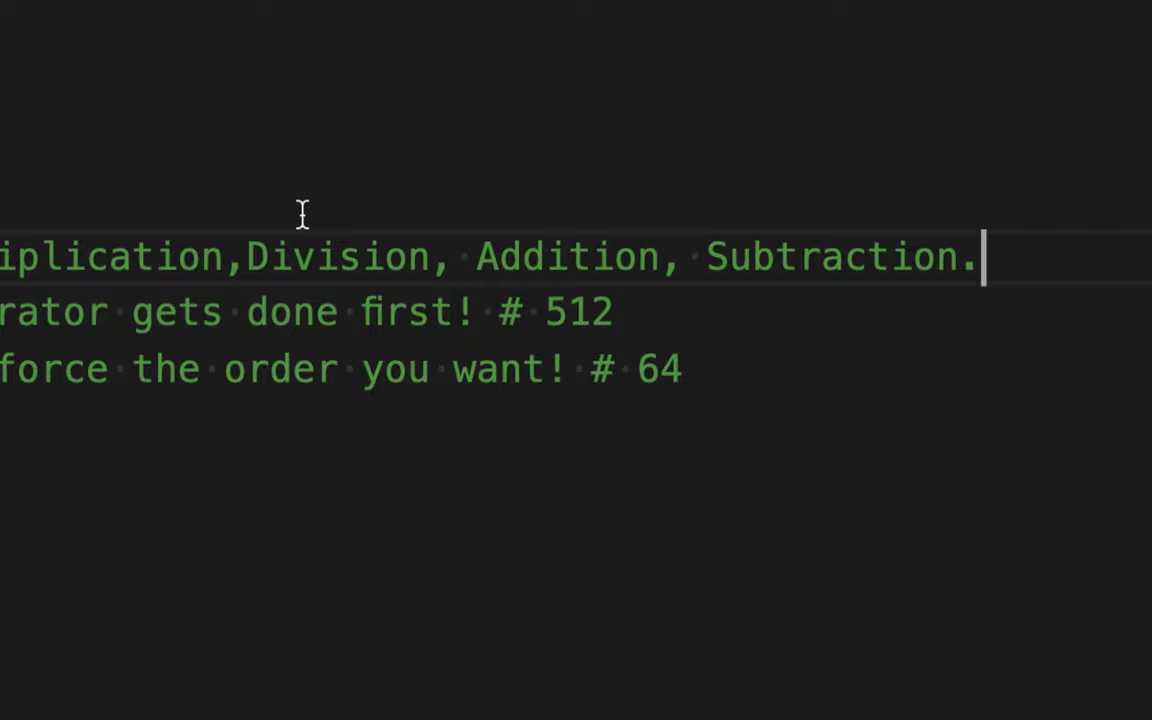 iplication,Division, Addition, Subtraction.
rator gets done first! # 512
force the order you want! # 64